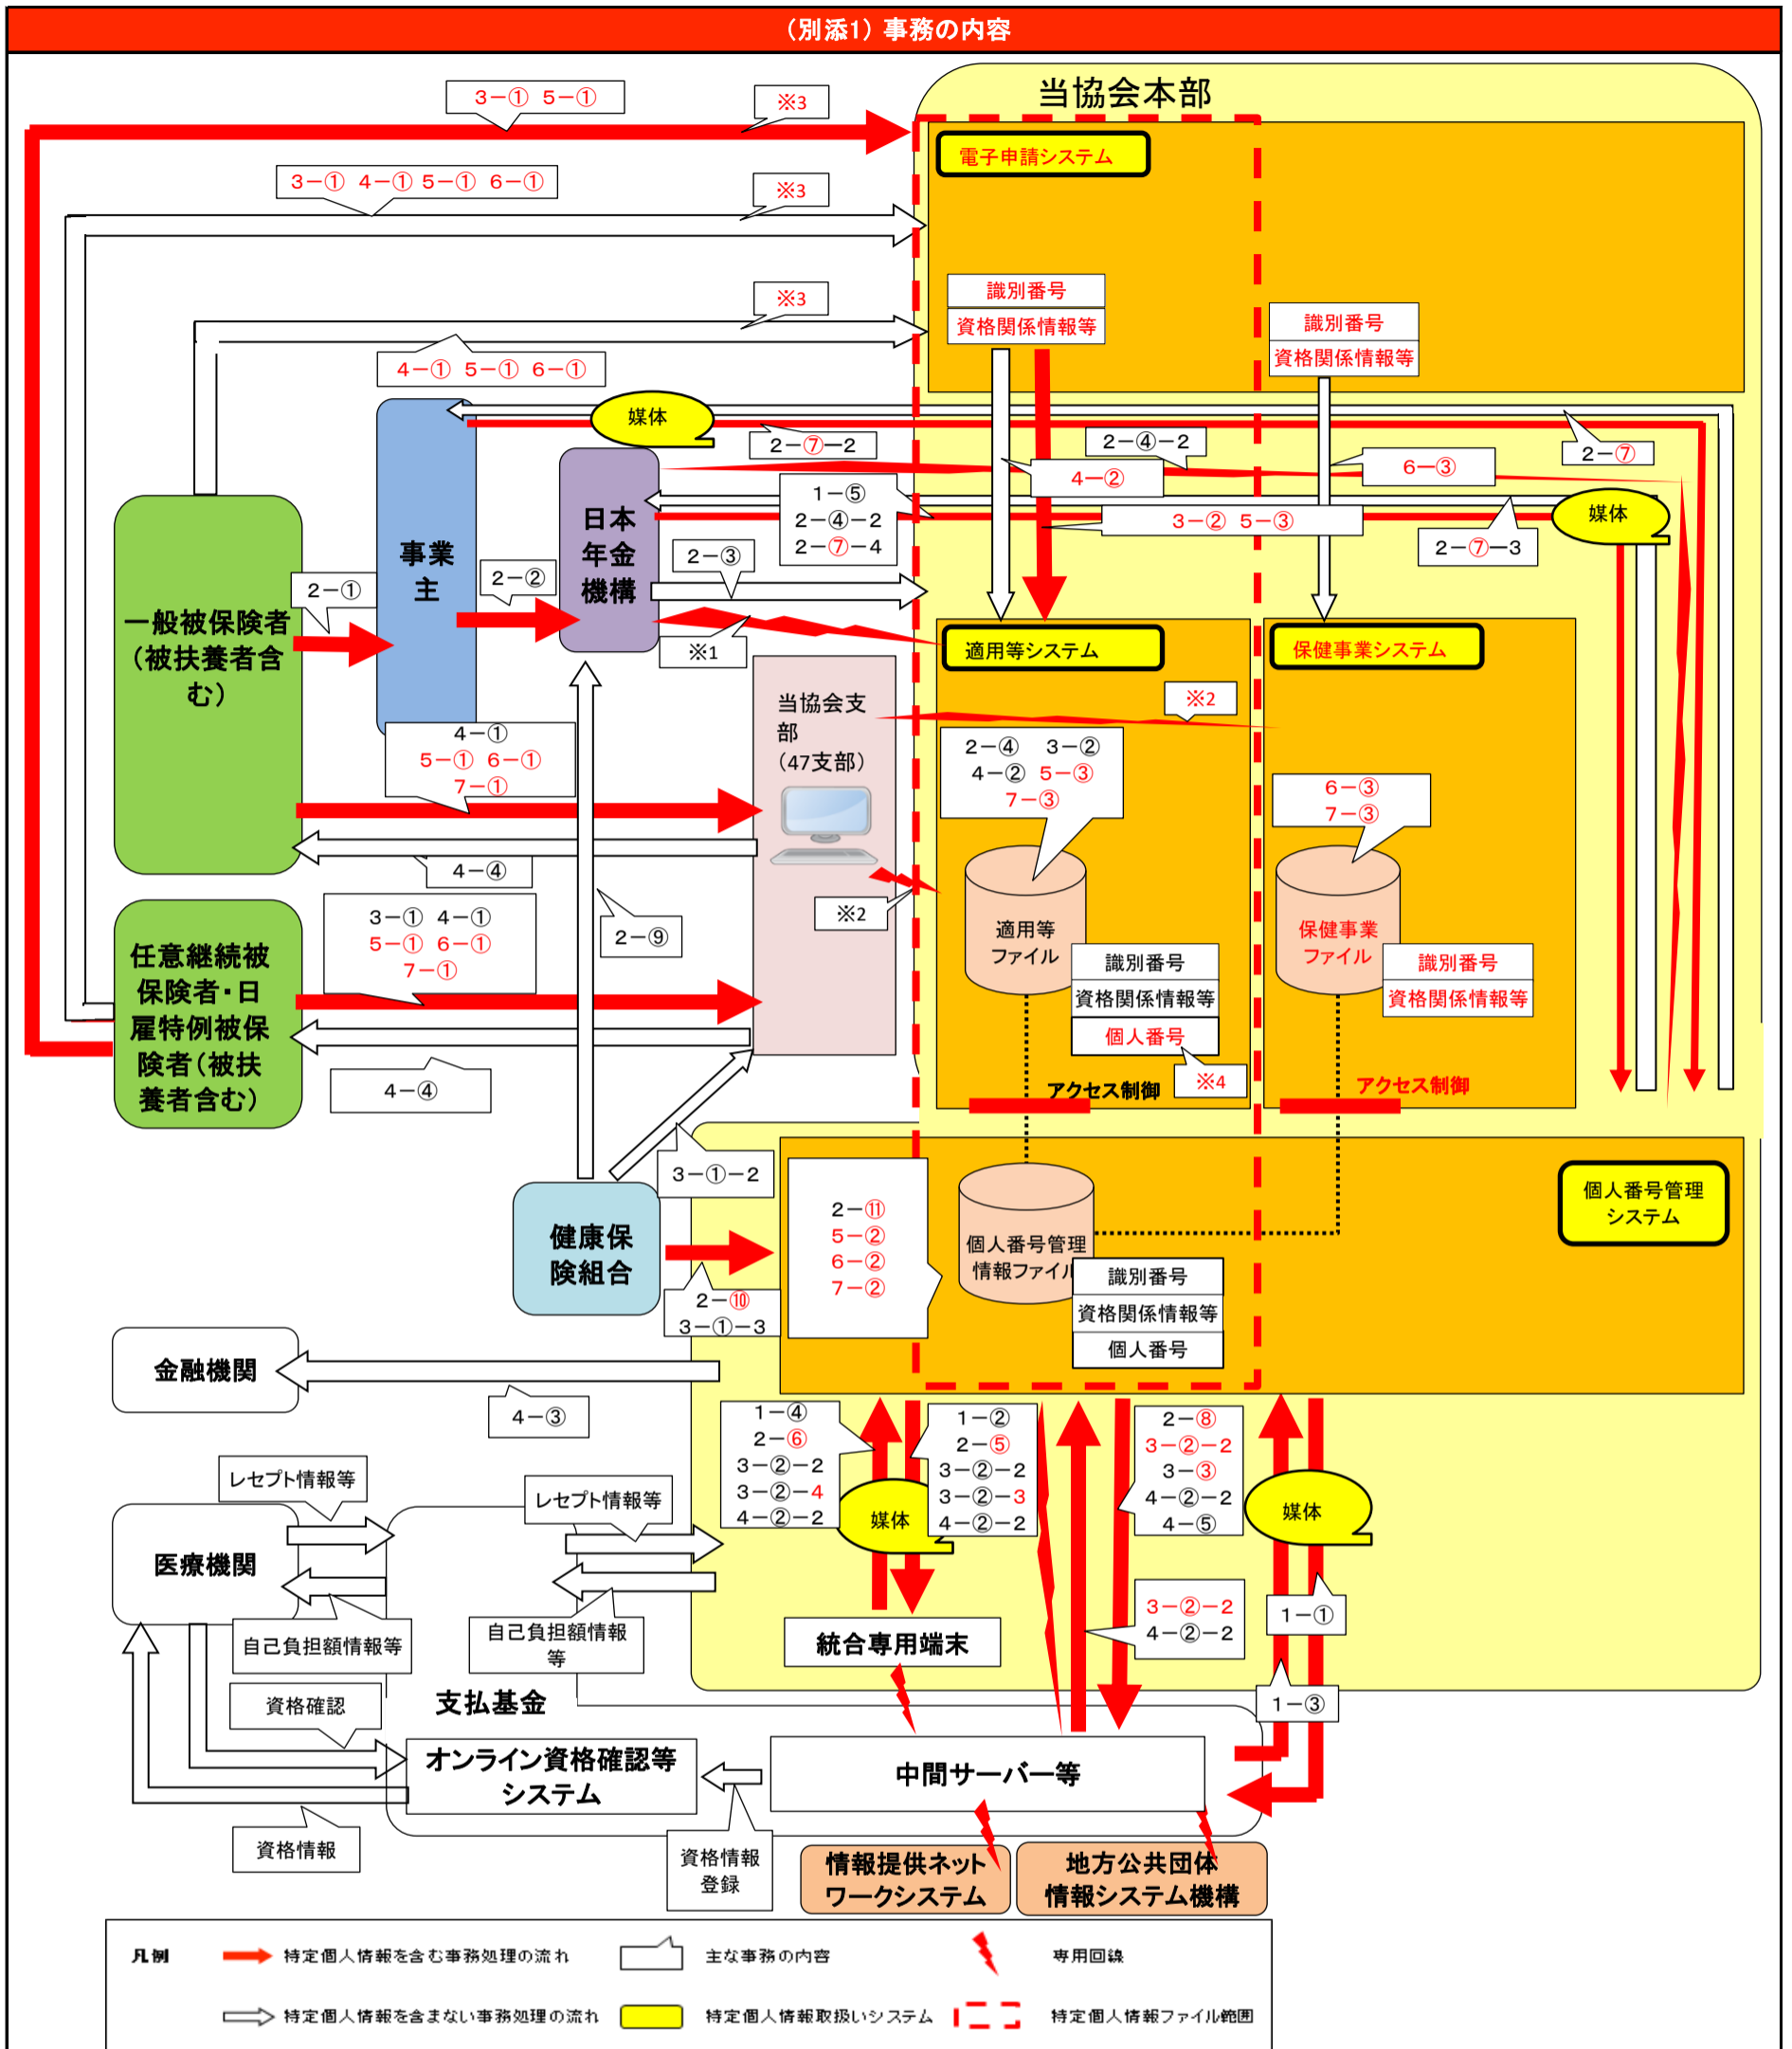 （別添1）事務の内容
当協会本部
3－① 5－①
※3
電子申請システム
3－① 4－① 5－① 6－①
※3
識別番号
資格関係情報等
※3
識別番号
資格関係情報等
4－① 5－① 6－①
媒体
2－⑦－2
2－④－2
2－⑦
4－②
6－③
1－⑤
2－④－2
2－⑦－4
3－② 5－③
媒体
2－⑦－3
日本
年金
機構
事業
主
2－③
2－②
2－①
一般被保険者
（被扶養者含
む）
※1
適用等システム
保健事業システム
※2
当協会支
部
（47支部）
4－①
5－① 6－①
7－①
2－④ 3－②
4－② 5－③
7－③
6－③
7－③
4－④
※2
3－① 4－①
5－① 6－①
7－①
2－⑨
適用等
ファイル
保健事業
ファイル
識別番号
資格関係情報等
個人番号
識別番号
資格関係情報等
任意継続被
保険者・日
雇特例被保
険者（被扶
養者含む）
4－④
※4
アクセス制御
アクセス制御
3－①－2
2－⑪
5－②
6－②
7－②
個人番号管理
システム
健康保
険組合
個人番号管理
情報ファイル
識別番号
資格関係情報等
個人番号
2－⑩
3－①－3
金融機関
4－③
1－④
2－⑥
3－②－2
3－②－4
4－②－2
1－②
2－⑤
3－②－2
3－②－3
4－②－2
2－⑧
3－②－2
3－③
4－②－2
4－⑤
媒体
媒体
レセプト情報等
レセプト情報等
医療機関
自己負担額情報等
自己負担額情報
等
3－②－2
4－②－2
1－①
統合専用端末
資格確認
支払基金
1－③
オンライン資格確認等
システム
中間サーバー等
資格情報
資格情報
登録
情報提供ネット
ワークシステム
地方公共団体
情報システム機構
凡例
特定個人情報を含む事務処理の流れ
主な事務の内容
専用回線
特定個人情報を含まない事務処理の流れ
特定個人情報取扱いシステム
特定個人情報ファイル範囲